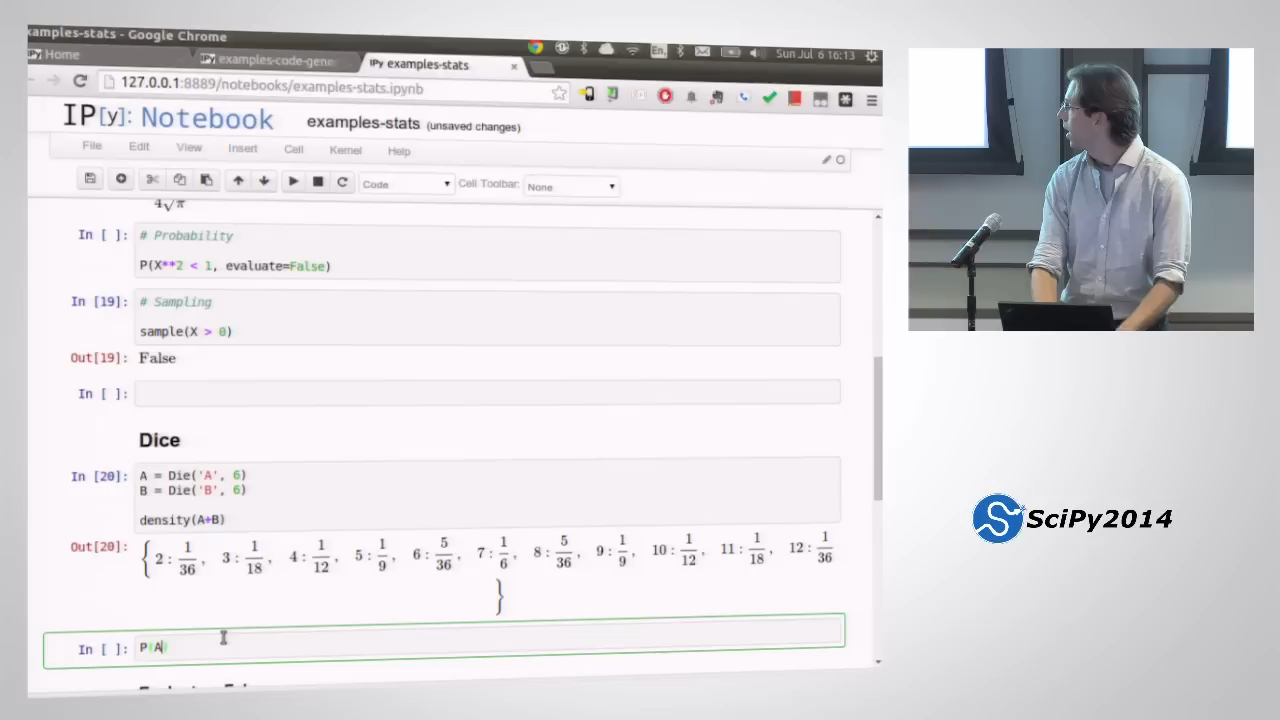 xamples-stats - Google Chrome
En Sun Jul 6 16:13
IPy Home
IPy examples-code-gene
IPy examples-stats ×
127.0.0.1:8889/notebooks/examples-stats.ipynb
IP[y]: Notebook examples-stats (unsaved changes)
File Edit View Insert Cell Kernel Help
Code Cell Toolbar: None
4√π
In [ ]: # Probability
P(X**2 < 1, evaluate=False)
In [19]: # Sampling
sample(X > 0)
Out[19]: False
In [ ]:
Dice
In [20]: A = Die('A', 6)
B = Die('B', 6)
density(A+B)
Out[20]: { 2 : 1/36, 3 : 1/18, 4 : 1/12, 5 : 1/9, 6 : 5/36, 7 : 1/6, 8 : 5/36, 9 : 1/9, 10 : 1/12, 11 : 1/18, 12 : 1/36
}
In [ ]: P(A)
SciPy2014